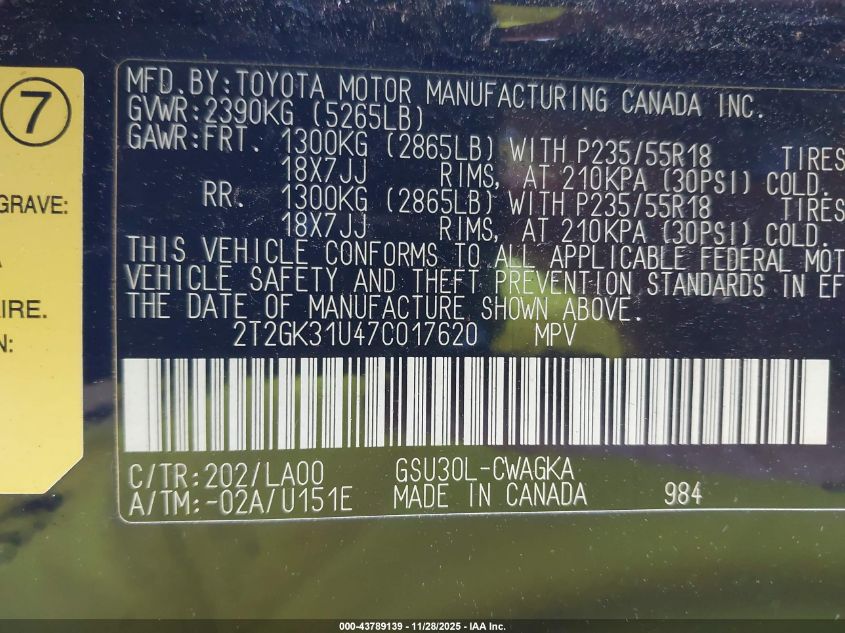 7
GRAVE:
AIRE.
N:
MFD.BY:TOYOTA MOTOR MANUFACTURING CANADA INC.
GVWR:2390KG (5265LB)
GAWR:FRT. 1300KG (2865LB) WITH P235/55R18 TIRES
18X7JJ RIMS, AT 210KPA (30PSI) COLD.
RR. 1300KG (2865LB) WITH P235/55R18 TIRES
18X7JJ RIMS, AT 210KPA (30PSI) COLD.
THIS VEHICLE CONFORMS TO ALL APPLICABLE FEDERAL MOT
VEHICLE SAFETY AND THEFT PREVENTION STANDARDS IN EF
THE DATE OF MANUFACTURE SHOWN ABOVE.
2T2GK31U47C017620 MPV
C/TR:202/LA00 GSU30L-CWAGKA
A/TM:-02A/U151E MADE IN CANADA 984
000-43789139 - 11/28/2025 - IAA Inc.